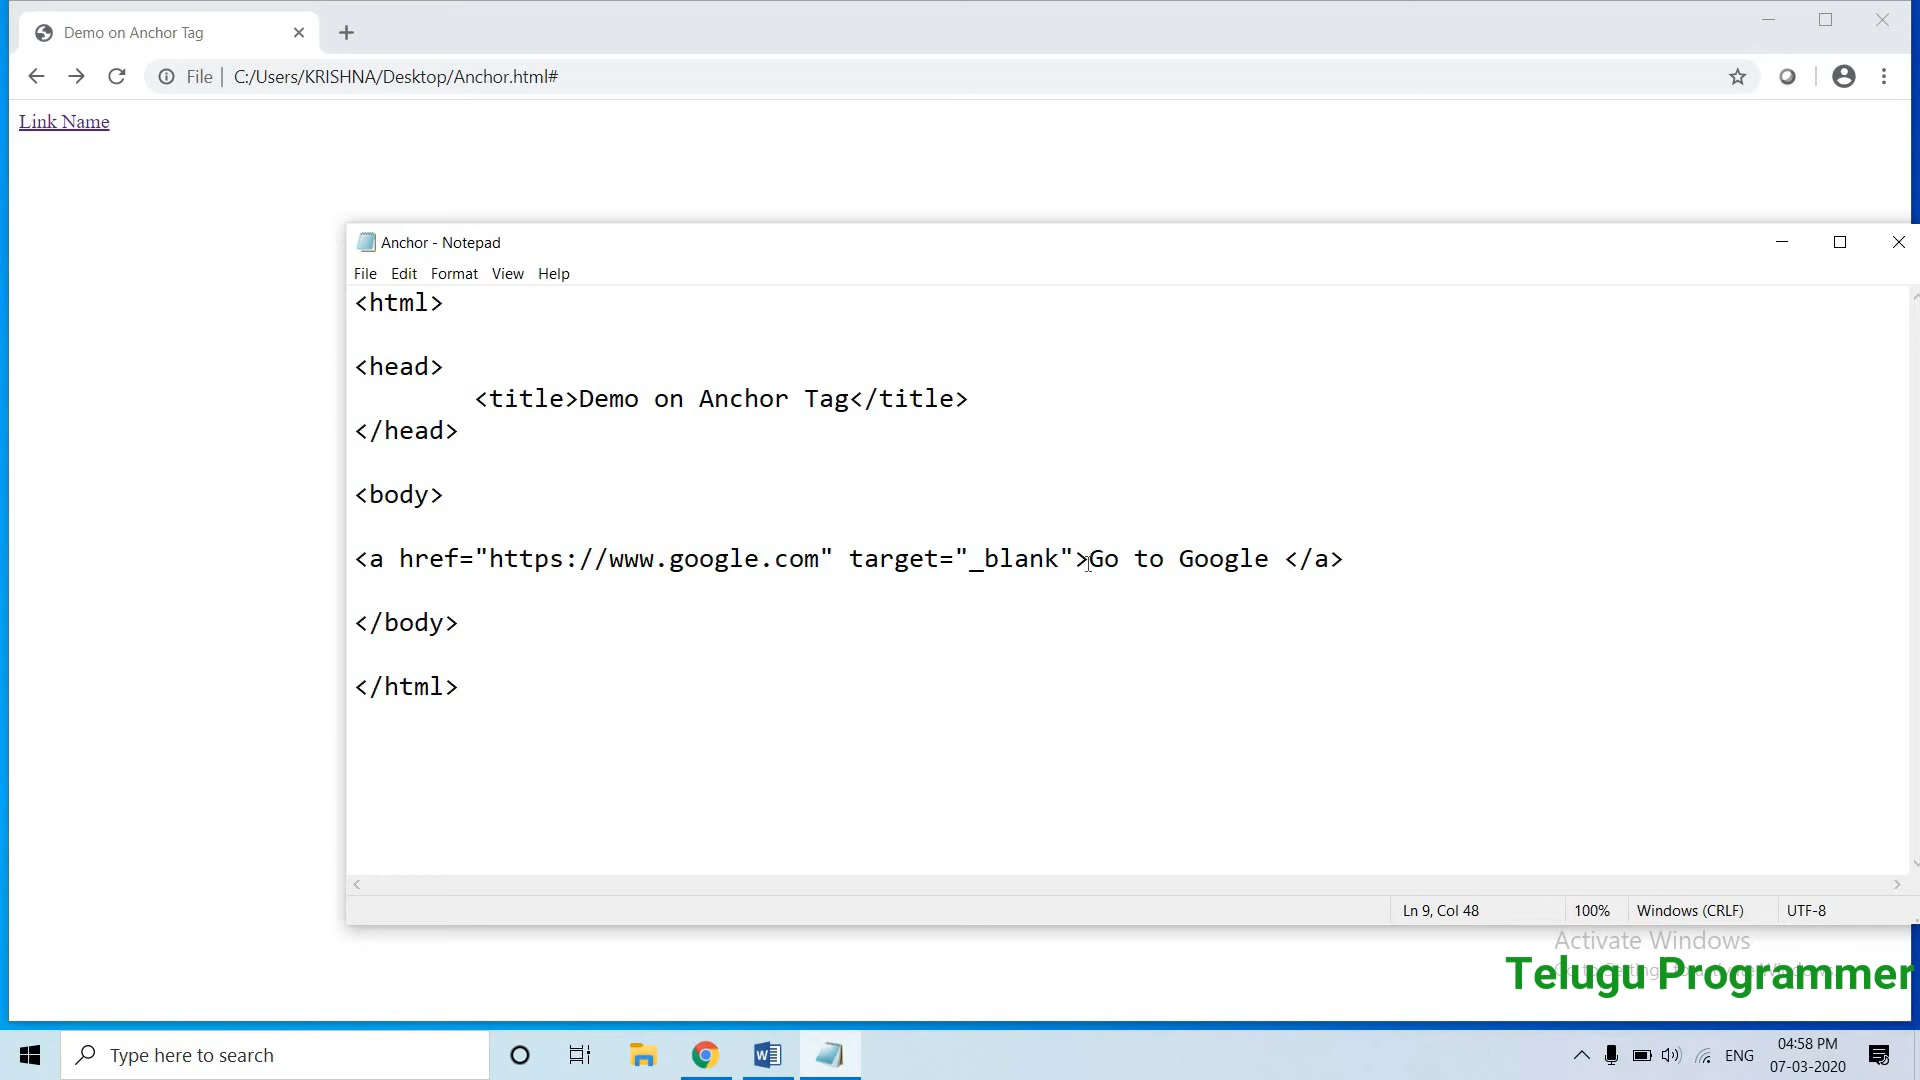 Demo on Anchor Tag
File C:/Users/KRISHNA/Desktop/Anchor.html#
Link Name
Anchor - Notepad
File Edit Format View Help
<html>
<head>
<title>Demo on Anchor Tag</title>
</head>
<body>
<a href="https://www.google.com" target="_blank">Go to Google </a>
</body>
</html>
Ln 9, Col 48 100% Windows (CRLF) UTF-8
Activate Windows
Telugu Programmer
Type here to search
ENG
04:58 PM
07-03-2020